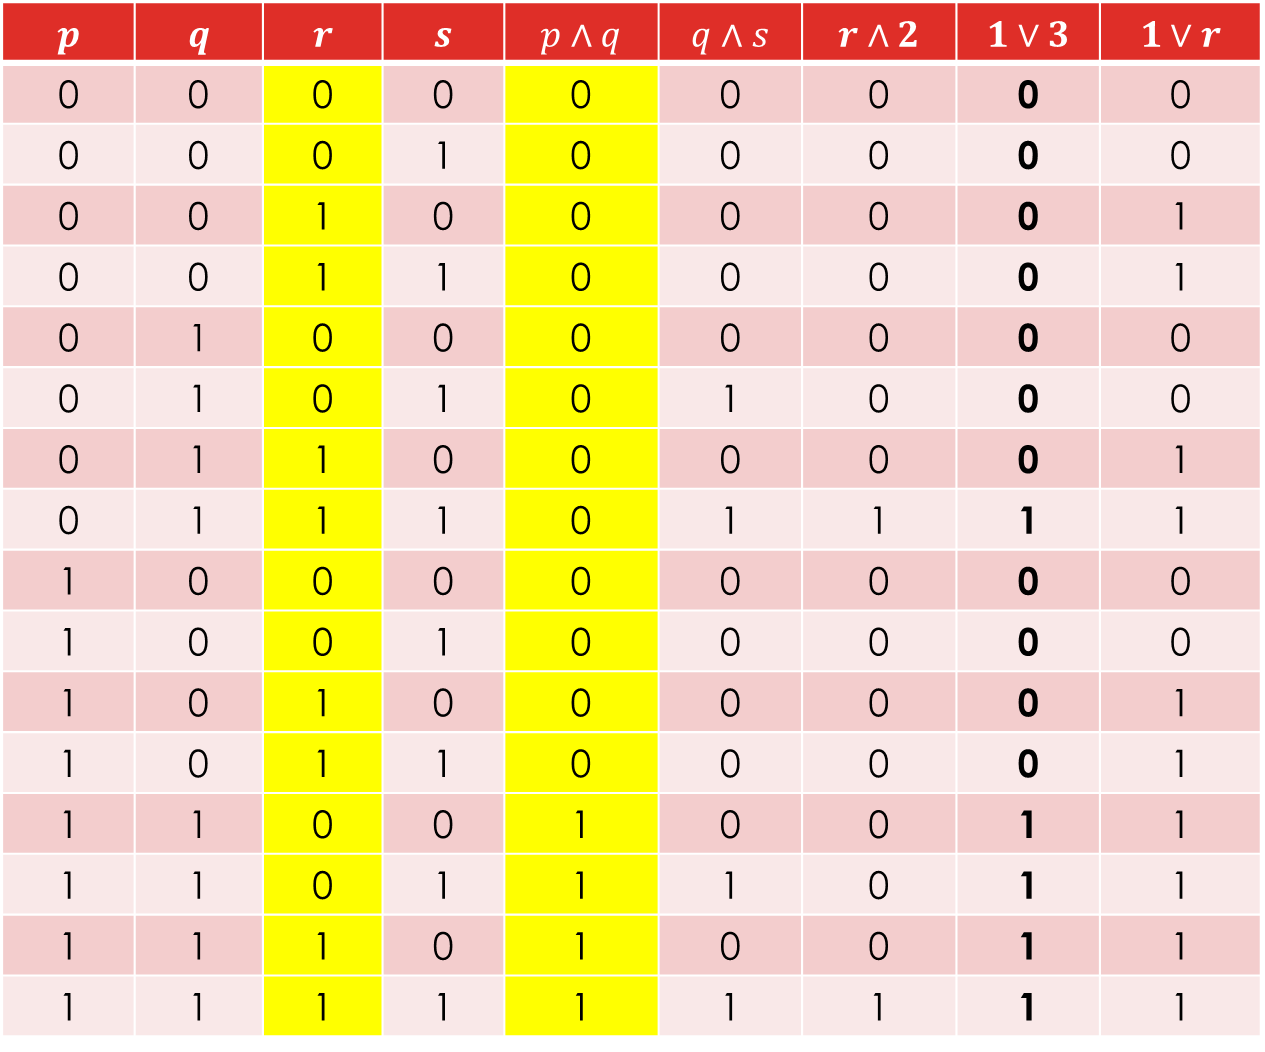 p q r s p ∧ q q ∧ s r ∧ 2 1 ∨ 3 1 ∨ r
0 0 0 0 0 0 0 0 0
0 0 0 1 0 0 0 0 0
0 0 1 0 0 0 0 0 1
0 0 1 1 0 0 0 0 1
0 1 0 0 0 0 0 0 0
0 1 0 1 0 1 0 0 0
0 1 1 0 0 0 0 0 1
0 1 1 1 0 1 1 1 1
1 0 0 0 0 0 0 0 0
1 0 0 1 0 0 0 0 0
1 0 1 0 0 0 0 0 1
1 0 1 1 0 0 0 0 1
1 1 0 0 1 0 0 1 1
1 1 0 1 1 1 0 1 1
1 1 1 0 1 0 0 1 1
1 1 1 1 1 1 1 1 1